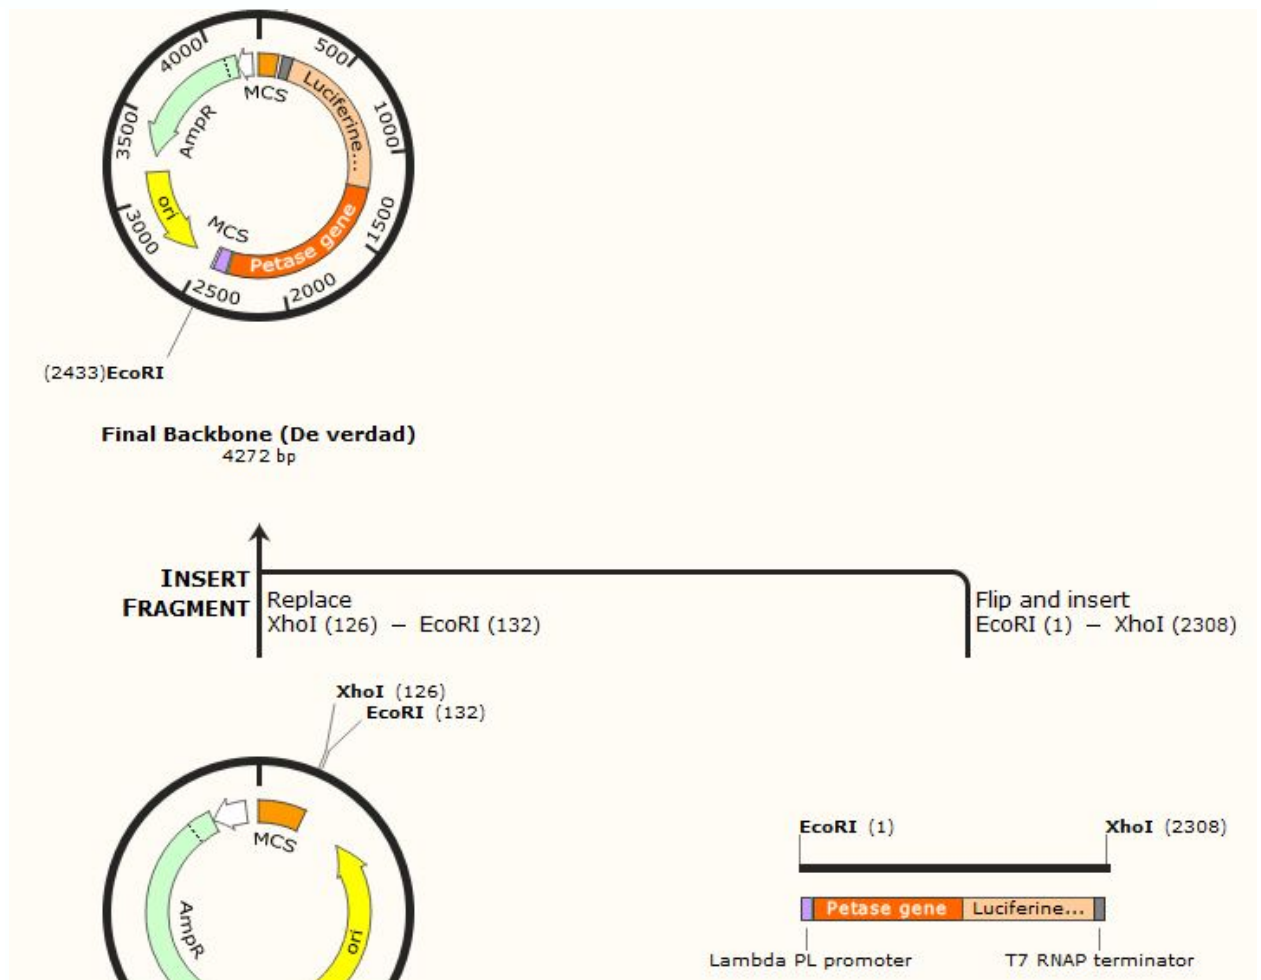 4000
500
MCS
Luciferine...
3500
AmpR
1000
ori
MCS
3000
Petase gene
1500
2500
2000
(2433)EcoRI
Final Backbone (De verdad)
4272 bp
INSERT
FRAGMENT
Replace
XhoI (126) – EcoRI (132)
Flip and insert
EcoRI (1) – XhoI (2308)
XhoI (126)
EcoRI (132)
MCS
AmpR
ori
EcoRI (1)
XhoI (2308)
Petase gene
Luciferine...
Lambda PL promoter
T7 RNAP terminator